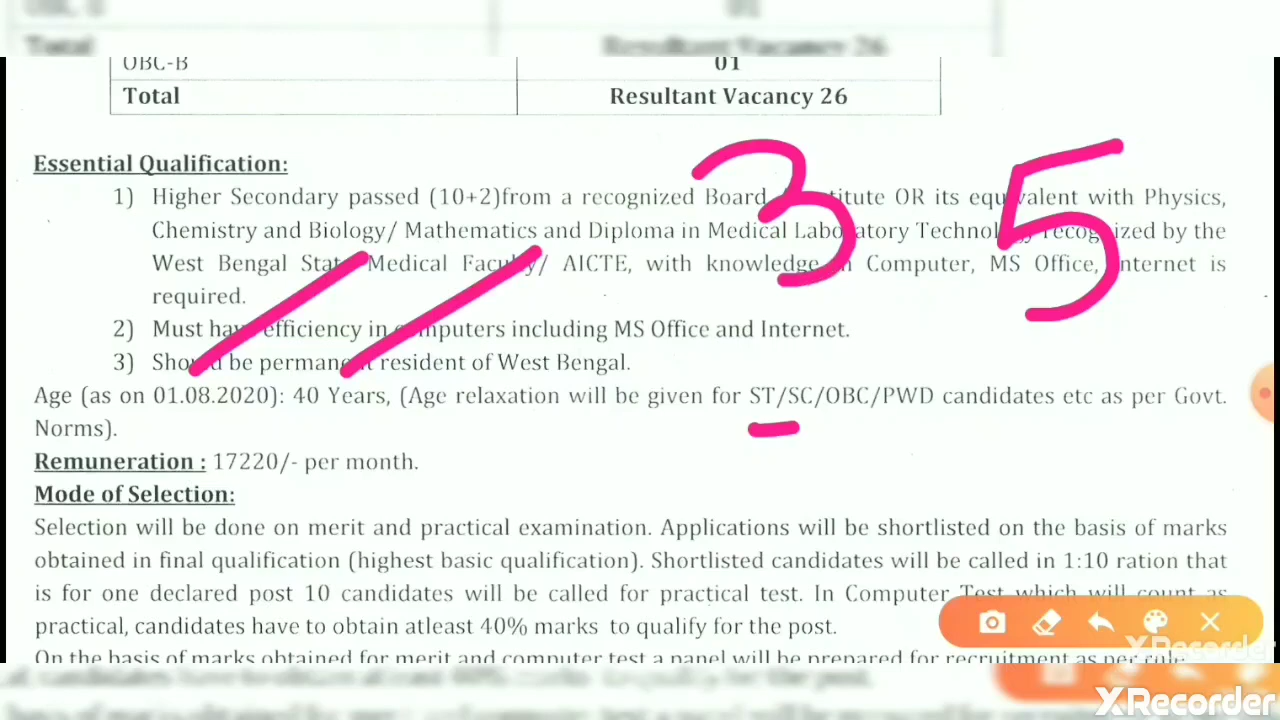 Total Resultant Vacancy 26
OBC-B 01
Total Resultant Vacancy 26
3 5
Essential Qualification:
1) Higher Secondary passed (10+2)from a recognized Board itute OR its equivalent with Physics,
Chemistry and Biology/ Mathematics and Diploma in Medical Laboratory Technology recognized by the
West Bengal State Medical Faculty/ AICTE, with knowledge in Computer, MS Office, Internet is
required.
2) Must have efficiency in computers including MS Office and Internet.
3) Should be permanent resident of West Bengal.
Age (as on 01.08.2020): 40 Years, (Age relaxation will be given for ST/SC/OBC/PWD candidates etc as per Govt.
Norms).
Remuneration : 17220/- per month.
Mode of Selection:
Selection will be done on merit and practical examination. Applications will be shortlisted on the basis of marks
obtained in final qualification (highest basic qualification). Shortlisted candidates will be called in 1:10 ration that
is for one declared post 10 candidates will be called for practical test. In Computer Test which will count as
practical, candidates have to obtain atleast 40% marks to qualify for the post.
On the basis of marks obtained for merit and computer test a panel will be prepared for recruitment as per rule
XRecorder
XRecorder